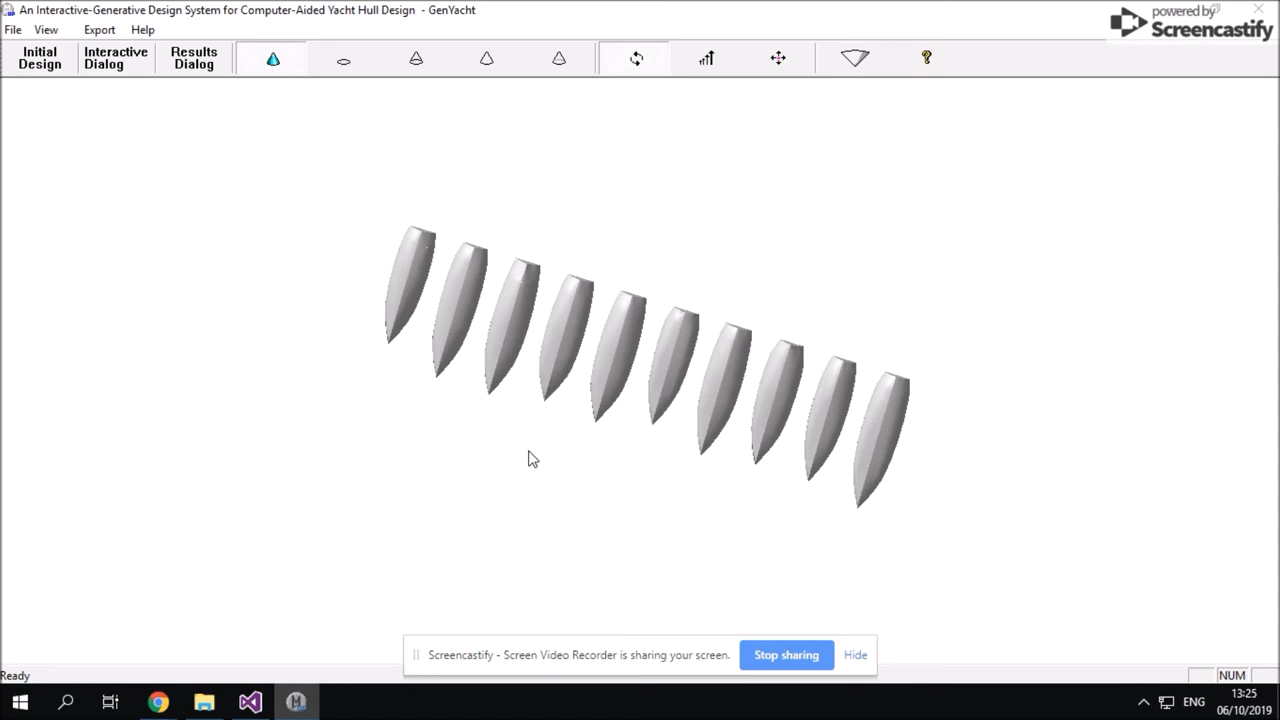 An Interactive-Generative Design System for Computer-Aided Yacht Hull Design - GenYacht
powered by
Screencastify
File View Export Help
Initial Design
Interactive Dialog
Results Dialog
?
Screencastify - Screen Video Recorder is sharing your screen.
Stop sharing
Hide
Ready
NUM
ENG
13:25
06/10/2019